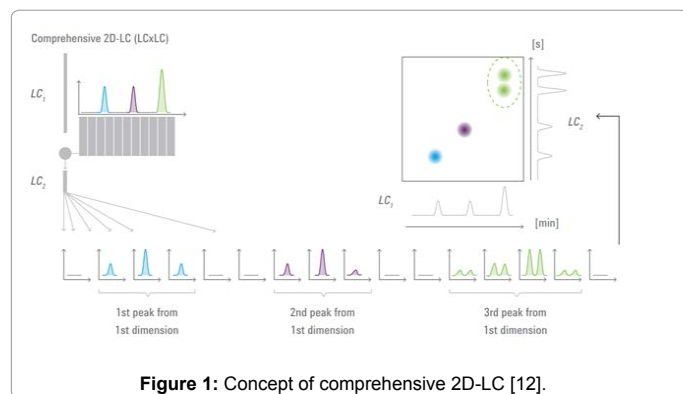 Comprehensive 2D-LC (LCxLC)
LC1
LC2
[s]
LC2
LC1
[min]
1st peak from
1st dimension
2nd peak from
1st dimension
3rd peak from
1st dimension
Figure 1: Concept of comprehensive 2D-LC [12].